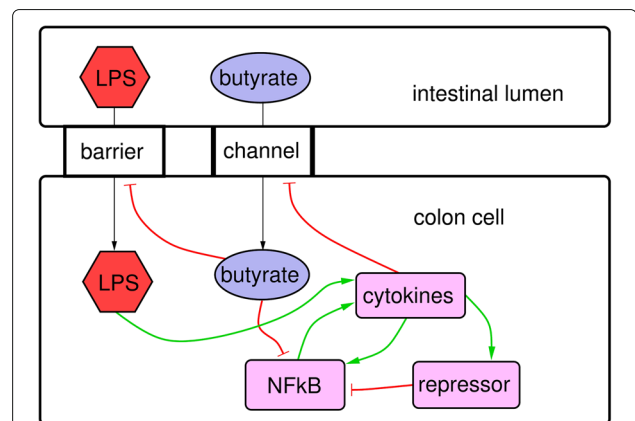 LPS
butyrate
intestinal lumen
barrier
channel
colon cell
LPS
butyrate
cytokines
NFkB
repressor